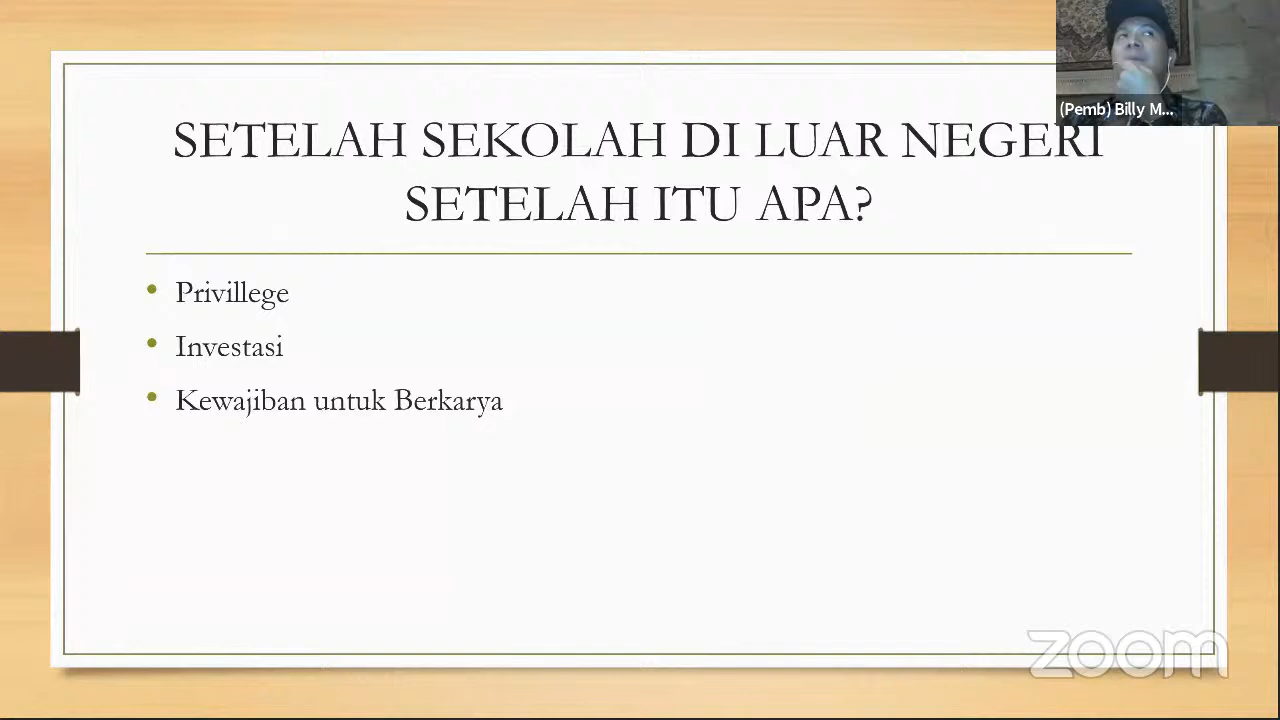 (Pemb) Billy M...
SETELAH SEKOLAH DI LUAR NEGERI
SETELAH ITU APA?
• Privillege
• Investasi
• Kewajiban untuk Berkarya
zoom